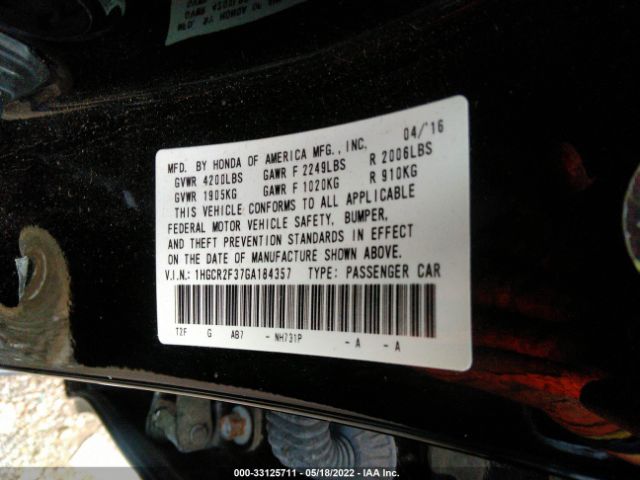 MFD. BY HONDA OF AMERICA MFG., INC. 04/'16
GVWR 4200LBS GAWR F 2249LBS R 2006LBS
GVWR 1905KG GAWR F 1020KG R 910KG
THIS VEHICLE CONFORMS TO ALL APPLICABLE
FEDERAL MOTOR VEHICLE SAFETY, BUMPER,
AND THEFT PREVENTION STANDARDS IN EFFECT
ON THE DATE OF MANUFACTURE SHOWN ABOVE.
V.I.N.: 1HGCR2F37GA184357 TYPE: PASSENGER CAR
T2F G AB7 - NH731P - A - A
000-33125711 - 05/18/2022 - IAA Inc.